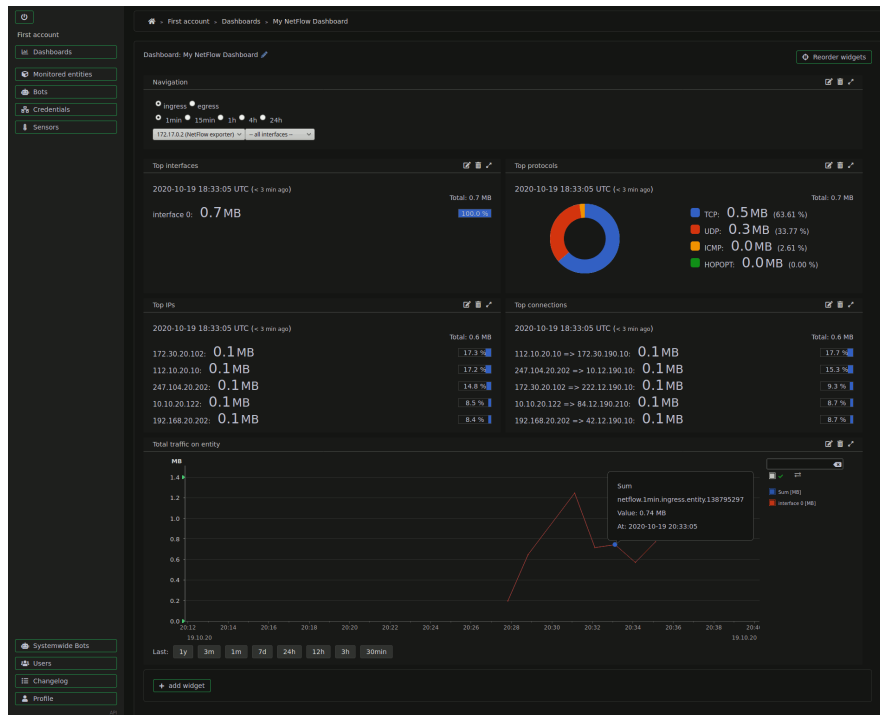 First account
Dashboards
Monitored entities
Bots
Credentials
Sensors
Systemwide Bots
Users
Changelog
Profile
First account » Dashboards » My NetFlow Dashboard
Dashboard: My NetFlow Dashboard
Reorder widgets
Navigation
ingress egress
1min 15min 1h 4h 24h
172.17.0.2 (NetFlow exporter) -- all interfaces --
Top interfaces
2020-10-19 18:33:05 UTC (< 3 min ago)
Total: 0.7 MB
interface 0: 0.7 MB 100.0 %
Top protocols
2020-10-19 18:33:05 UTC (< 3 min ago)
Total: 0.7 MB
TCP: 0.5 MB (63.61 %)
UDP: 0.3 MB (33.77 %)
ICMP: 0.0 MB (2.61 %)
HOPOPT: 0.0 MB (0.00 %)
Top IPs
2020-10-19 18:33:05 UTC (< 3 min ago)
Total: 0.6 MB
172.30.20.102: 0.1 MB 17.3 %
112.10.20.10: 0.1 MB 17.2 %
247.104.20.202: 0.1 MB 14.8 %
10.10.20.122: 0.1 MB 8.5 %
192.168.20.202: 0.1 MB 8.4 %
Top connections
2020-10-19 18:33:05 UTC (< 3 min ago)
Total: 0.6 MB
112.10.20.10 => 172.30.190.10: 0.1 MB 17.7 %
247.104.20.202 => 10.12.190.10: 0.1 MB 15.3 %
172.30.20.102 => 222.12.190.10: 0.1 MB 9.3 %
10.10.20.122 => 84.12.190.210: 0.1 MB 8.7 %
192.168.20.202 => 42.12.190.10: 0.1 MB 8.7 %
Total traffic on entity
MB
1.4
1.2
1.0
0.8
0.6
0.4
0.2
0.0
20:12 20:14 20:16 20:18 20:20 20:22 20:24 20:26 20:28 20:30 20:32 20:34 20:36 20:38
19.10.20 19.10.20
Sum
netflow.1min.ingress.entity.138795297
Value: 0.74 MB
At: 2020-10-19 20:33:05
Sum [MB]
interface 0 [MB]
Last: 1y 3m 1m 7d 24h 12h 3h 30min
+ add widget